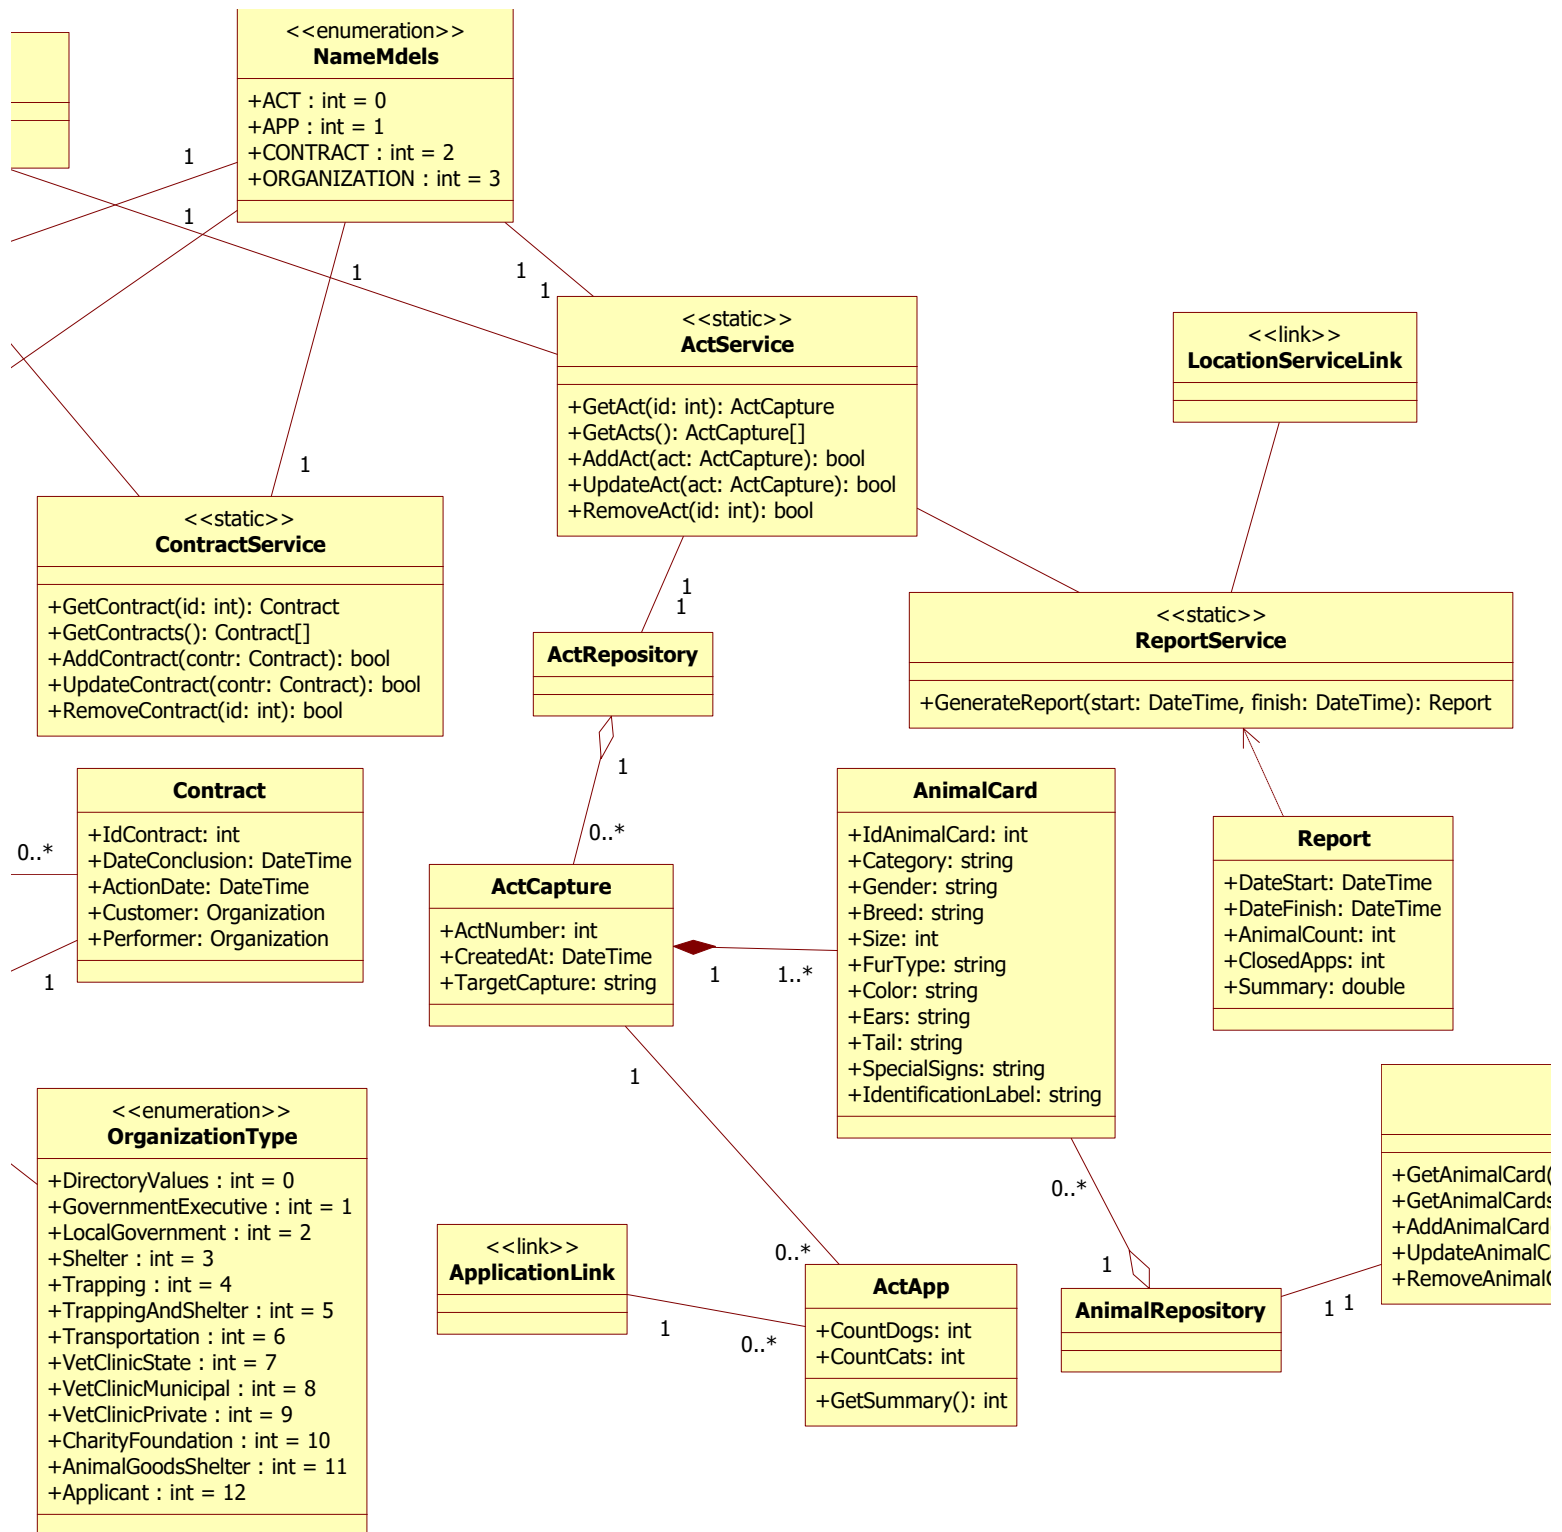 <<enumeration>>
NameMdels
+ACT : int = 0
+APP : int = 1
+CONTRACT : int = 2
+ORGANIZATION : int = 3
1
1
1
1
1
1
<<static>>
ActService
+GetAct(id: int): ActCapture
+GetActs(): ActCapture[]
+AddAct(act: ActCapture): bool
+UpdateAct(act: ActCapture): bool
+RemoveAct(id: int): bool
<<link>>
LocationServiceLink
<<static>>
ContractService
+GetContract(id: int): Contract
+GetContracts(): Contract[]
+AddContract(contr: Contract): bool
+UpdateContract(contr: Contract): bool
+RemoveContract(id: int): bool
1
1
ActRepository
<<static>>
ReportService
+GenerateReport(start: DateTime, finish: DateTime): Report
1
0..*
Contract
+IdContract: int
+DateConclusion: DateTime
+ActionDate: DateTime
+Customer: Organization
+Performer: Organization
0..*
1
ActCapture
+ActNumber: int
+CreatedAt: DateTime
+TargetCapture: string
1
1..*
AnimalCard
+IdAnimalCard: int
+Category: string
+Gender: string
+Breed: string
+Size: int
+FurType: string
+Color: string
+Ears: string
+Tail: string
+SpecialSigns: string
+IdentificationLabel: string
Report
+DateStart: DateTime
+DateFinish: DateTime
+AnimalCount: int
+ClosedApps: int
+Summary: double
1
0..*
<<enumeration>>
OrganizationType
+DirectoryValues : int = 0
+GovernmentExecutive : int = 1
+LocalGovernment : int = 2
+Shelter : int = 3
+Trapping : int = 4
+TrappingAndShelter : int = 5
+Transportation : int = 6
+VetClinicState : int = 7
+VetClinicMunicipal : int = 8
+VetClinicPrivate : int = 9
+CharityFoundation : int = 10
+AnimalGoodsShelter : int = 11
+Applicant : int = 12
<<link>>
ApplicationLink
1
0..*
ActApp
+CountDogs: int
+CountCats: int
+GetSummary(): int
0..*
1
AnimalRepository
1
1
+GetAnimalCard(
+GetAnimalCards
+AddAnimalCard
+UpdateAnimalC
+RemoveAnimal